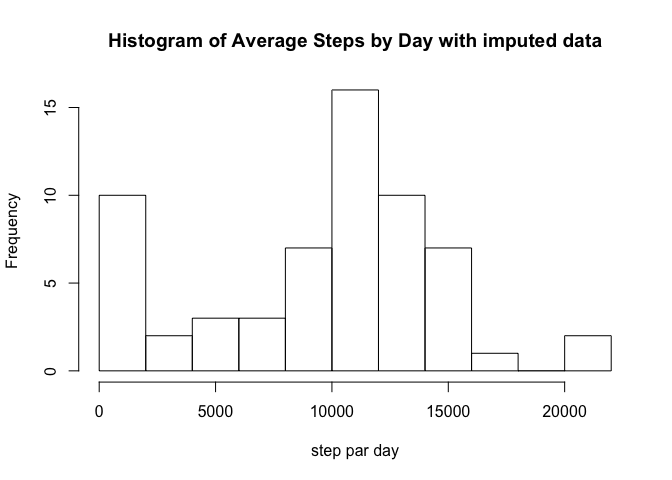 Histogram of Average Steps by Day with imputed data
Frequency
15
10
5
0
0 5000 10000 15000 20000
step par day